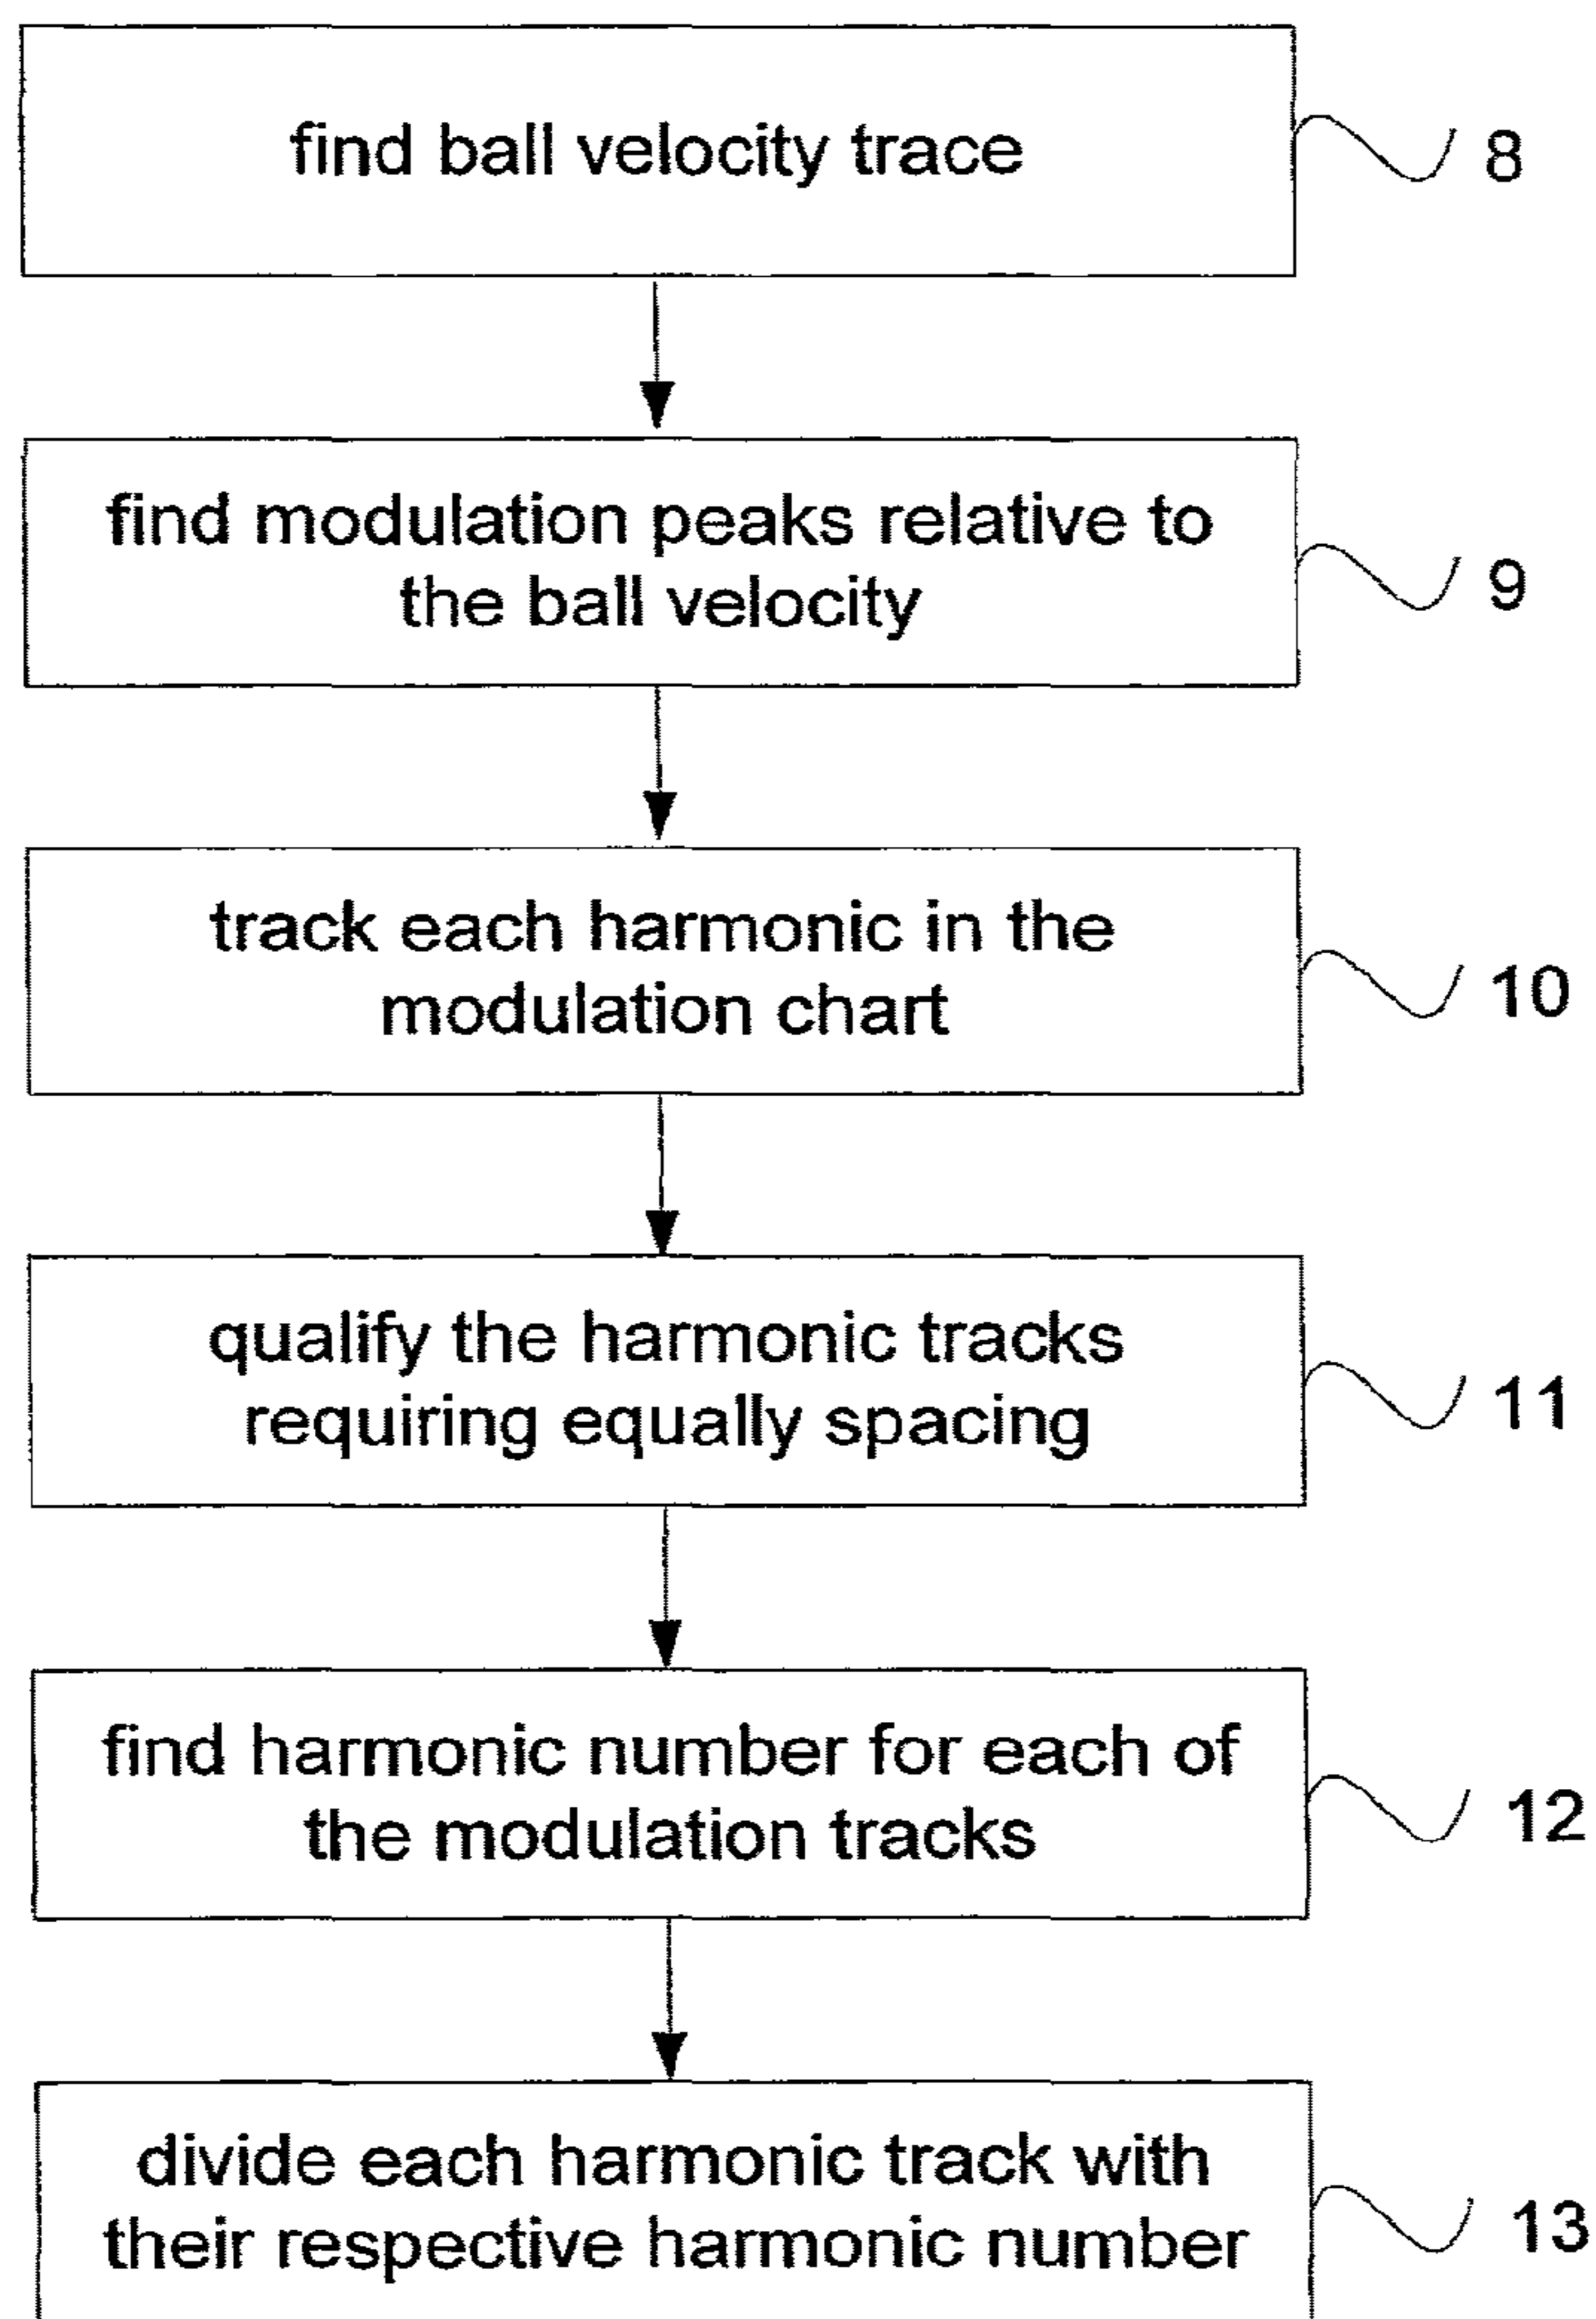 find ball velocity trace
8
find modulation peaks relative to
the ball velocity
9
track each harmonic in the
modulation chart
10
qualify the harmonic tracks
requiring equally spacing
11
find harmonic number for each of
the modulation tracks
12
divide each harmonic track with
their respective harmonic number
13